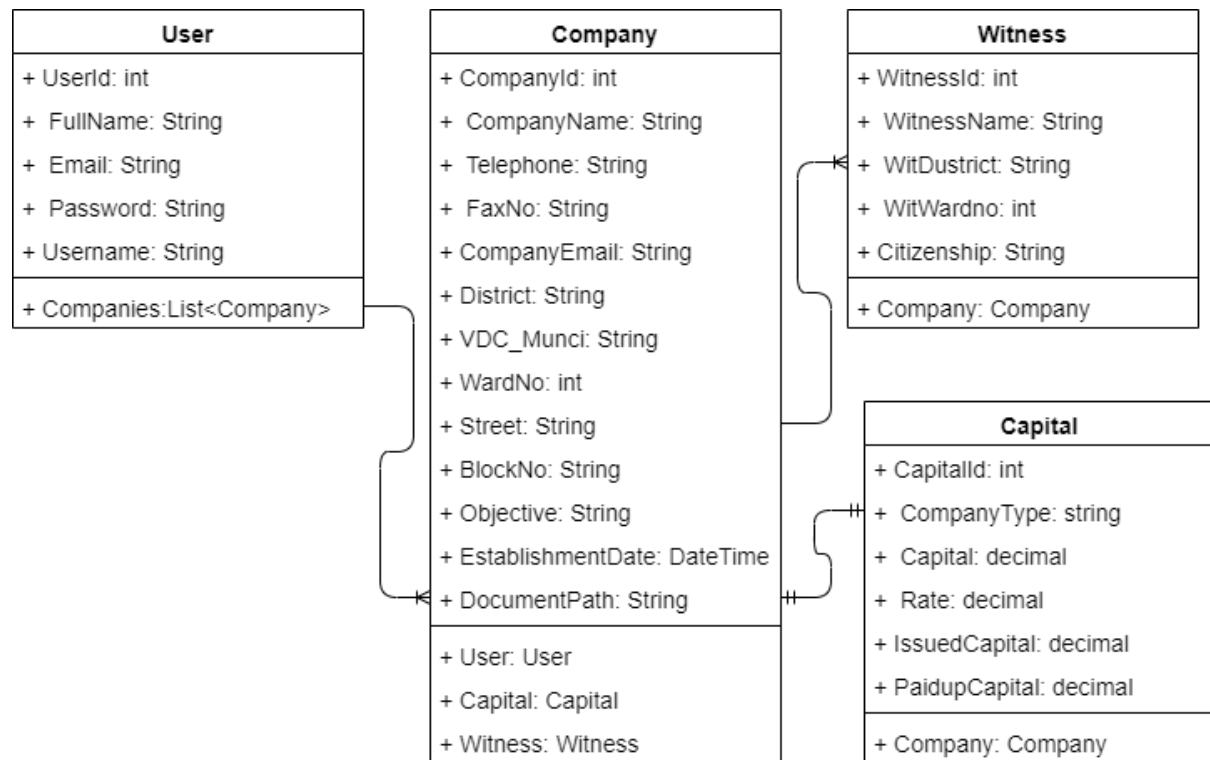 User
+ UserId: int
+ FullName: String
+ Email: String
+ Password: String
+ Username: String
+ Companies:List<Company>
Company
+ CompanyId: int
+ CompanyName: String
+ Telephone: String
+ FaxNo: String
+ CompanyEmail: String
+ District: String
+ VDC_Munci: String
+ WardNo: int
+ Street: String
+ BlockNo: String
+ Objective: String
+ EstablishmentDate: DateTime
+ DocumentPath: String
+ User: User
+ Capital: Capital
+ Witness: Witness
Witness
+ WitnessId: int
+ WitnessName: String
+ WitDustrict: String
+ WitWardno: int
+ Citizenship: String
+ Company: Company
Capital
+ CapitalId: int
+ CompanyType: string
+ Capital: decimal
+ Rate: decimal
+ IssuedCapital: decimal
+ PaidupCapital: decimal
+ Company: Company